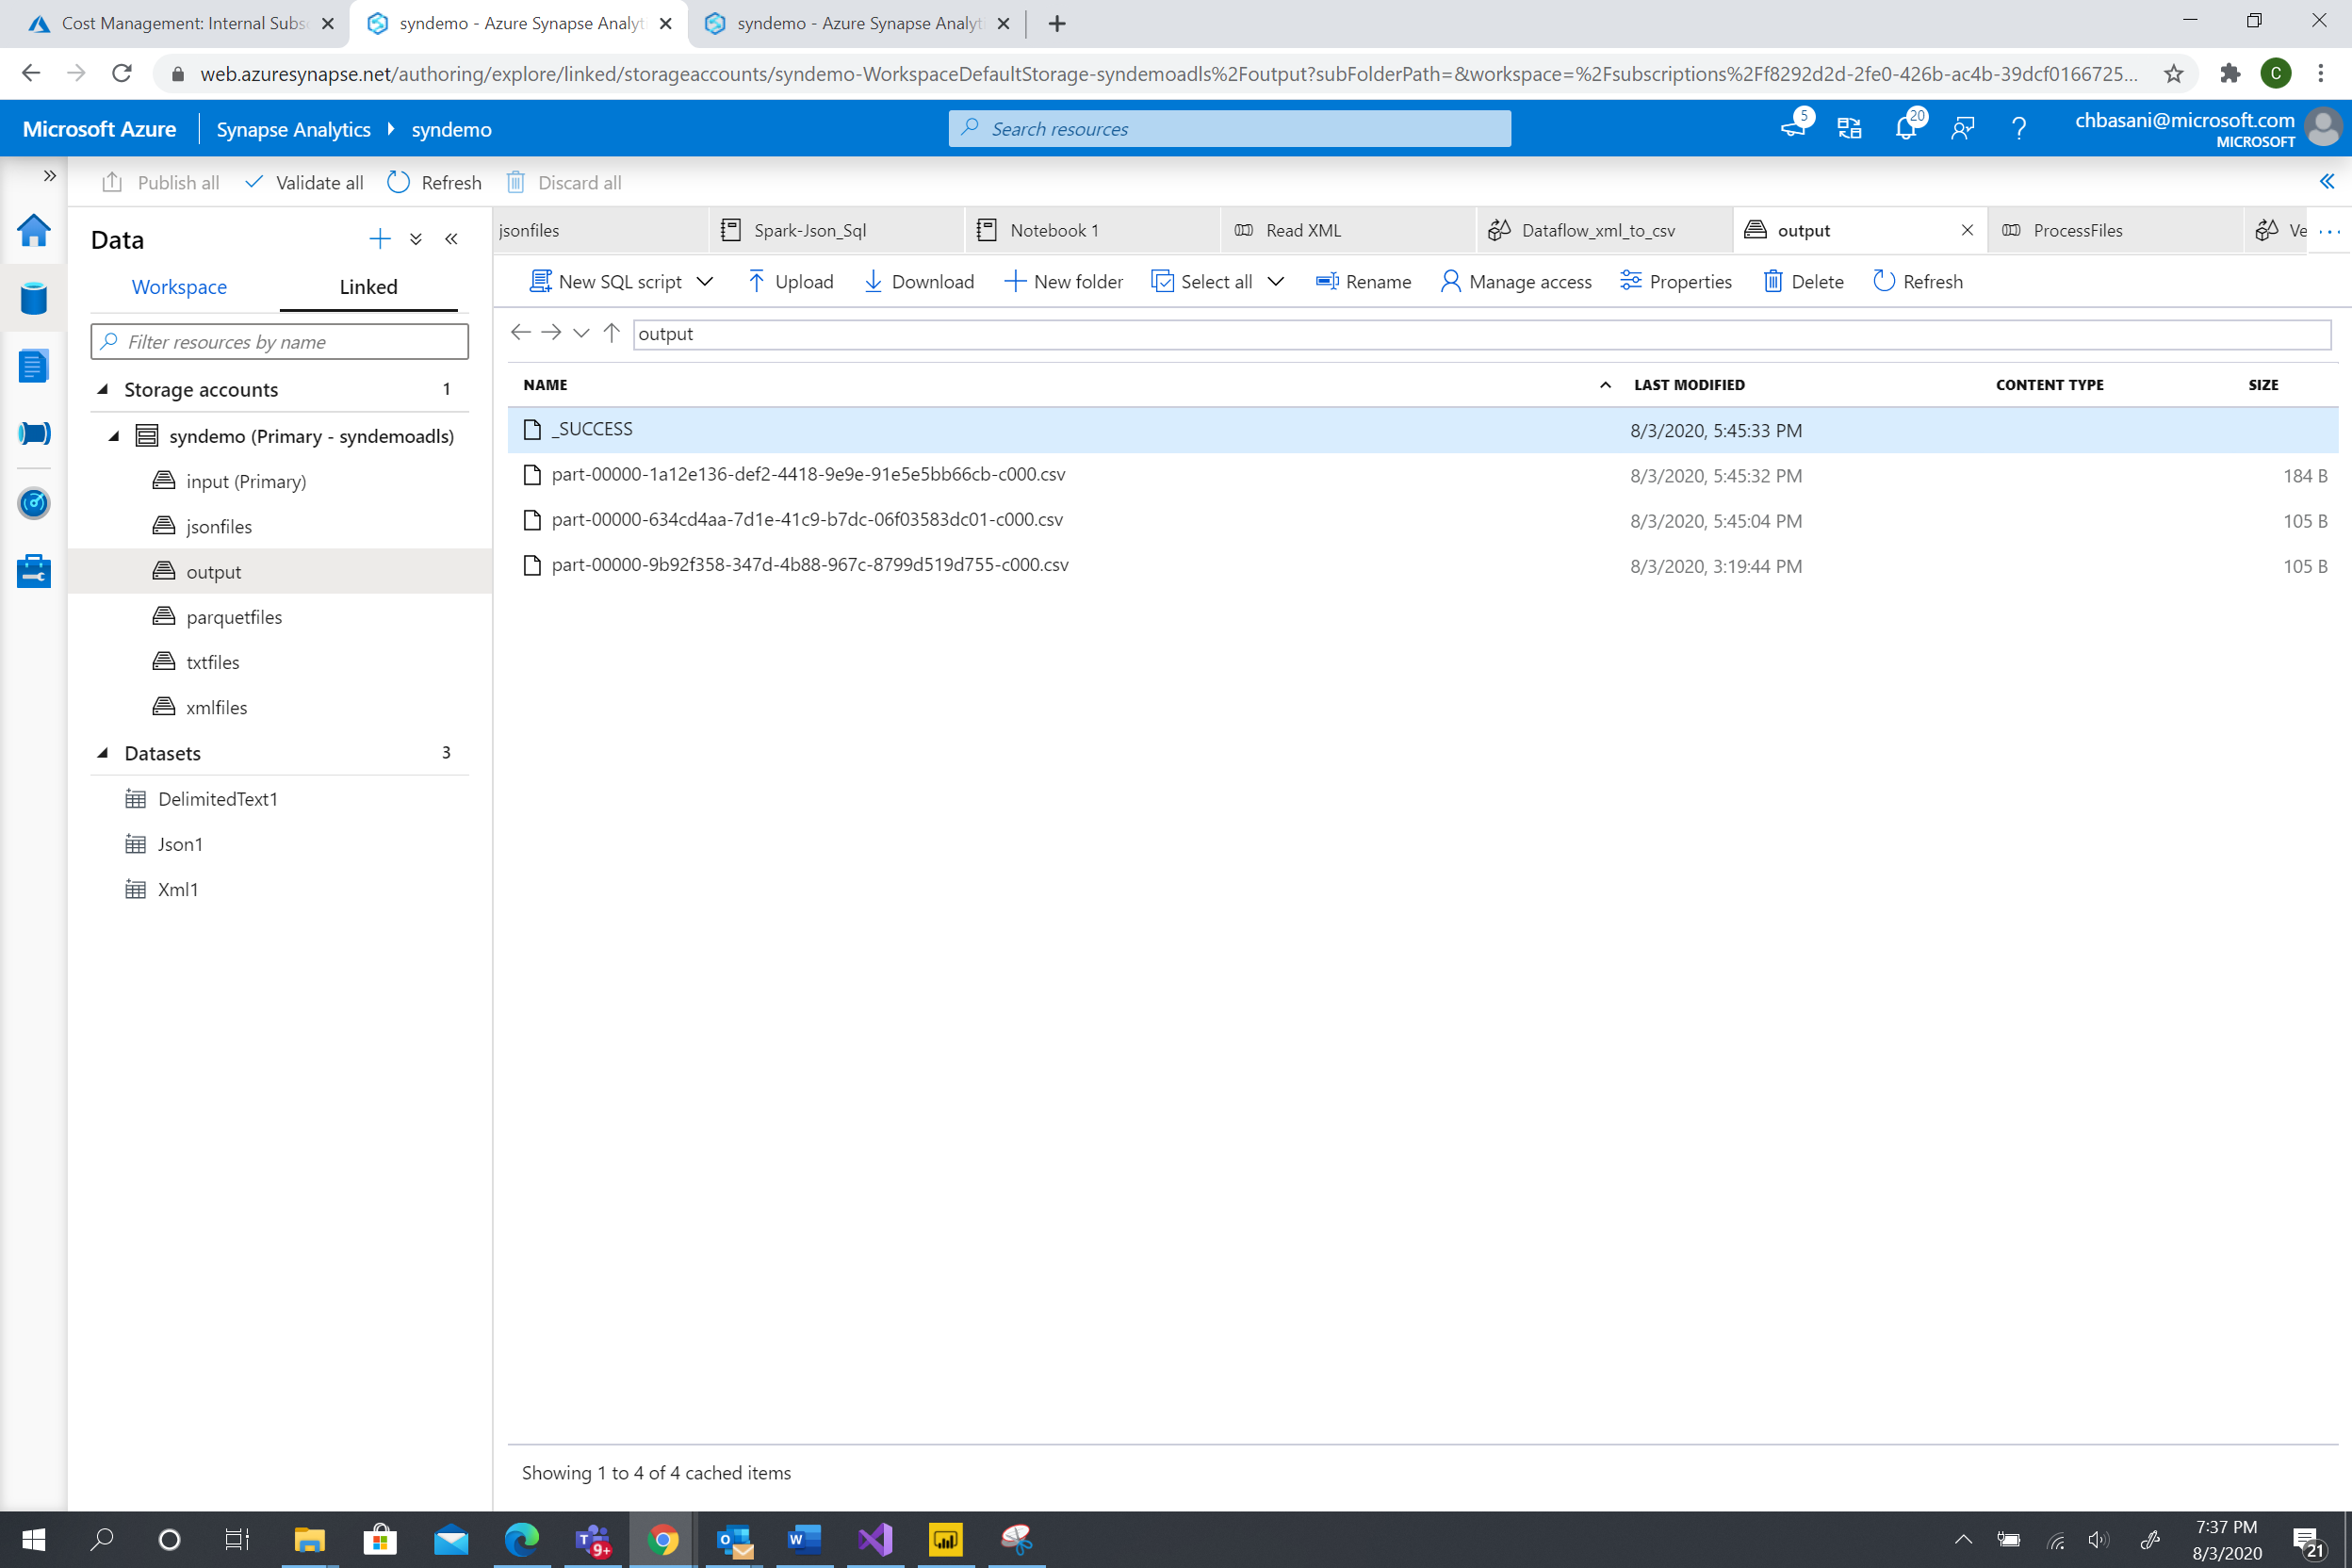 Cost Management: Internal Subs
syndemo - Azure Synapse Analyt
syndemo - Azure Synapse Analyt
web.azuresynapse.net/authoring/explore/linked/storageaccounts/syndemo-WorkspaceDefaultStorage-syndemoadls%2Foutput?subFolderPath=&workspace=%2Fsubscriptions%2Ff8292d2d-2fe0-426b-ac4b-39dcf0166725...
C
Microsoft Azure
Synapse Analytics
syndemo
Search resources
5
20
chbasani@microsoft.com
MICROSOFT
Publish all
Validate all
Refresh
Discard all
Data
Workspace
Linked
Filter resources by name
Storage accounts 1
syndemo (Primary - syndemoadls)
input (Primary)
jsonfiles
output
parquetfiles
txtfiles
xmlfiles
Datasets 3
DelimitedText1
Json1
Xml1
jsonfiles
Spark-Json_Sql
Notebook 1
Read XML
Dataflow_xml_to_csv
output
ProcessFiles
Ve
New SQL script
Upload
Download
New folder
Select all
Rename
Manage access
Properties
Delete
Refresh
output
NAME LAST MODIFIED CONTENT TYPE SIZE
_SUCCESS 8/3/2020, 5:45:33 PM
part-00000-1a12e136-def2-4418-9e9e-91e5e5bb66cb-c000.csv 8/3/2020, 5:45:32 PM 184 B
part-00000-634cd4aa-7d1e-41c9-b7dc-06f03583dc01-c000.csv 8/3/2020, 5:45:04 PM 105 B
part-00000-9b92f358-347d-4b88-967c-8799d519d755-c000.csv 8/3/2020, 3:19:44 PM 105 B
Showing 1 to 4 of 4 cached items
9+
7:37 PM
8/3/2020
21